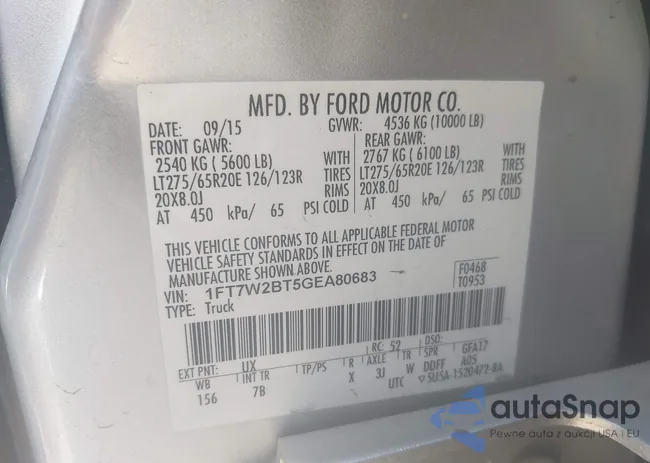 MFD. BY FORD MOTOR CO.
DATE: 09/15 GVWR: 4536 KG (10000 LB)
FRONT GAWR: REAR GAWR:
2540 KG ( 5600 LB) WITH 2767 KG ( 6100 LB) WITH
LT275/65R20E 126/123R TIRES LT275/65R20E 126/123R TIRES
20X8.0J RIMS 20X8.0J RIMS
AT 450 kPa/ 65 PSI COLD AT 450 kPa/ 65 PSI COLD
THIS VEHICLE CONFORMS TO ALL APPLICABLE FEDERAL MOTOR
VEHICLE SAFETY STANDARDS IN EFFECT ON THE DATE OF
MANUFACTURE SHOWN ABOVE.
VIN: 1FT7W2BT5GEA80683 F0468
TYPE: Truck T0953
RC: 52 DSO:
EXT PNT: UX
WB INT TR TP/PS R AXLE TR SPR GFA17
156 7B X 3J W DDFF A05
UTC ▽5U5A-1520472-BA
autaSnap
Pewne auta z aukcji USA i EU